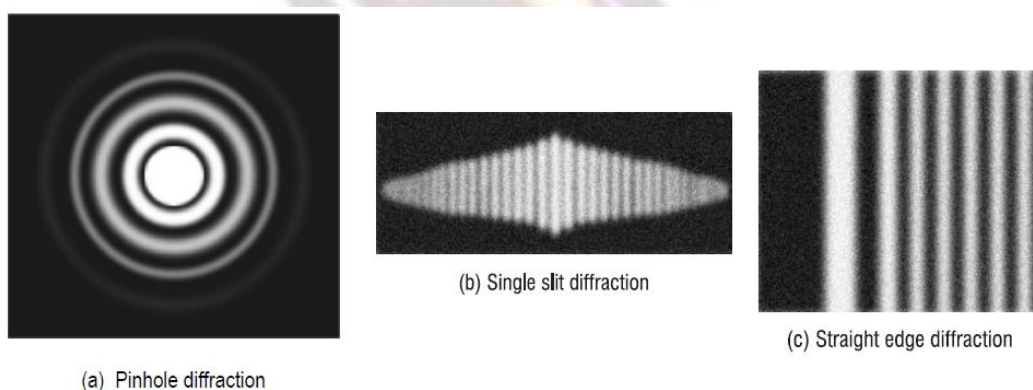 (a) Pinhole diffraction
(b) Single slit diffraction
(c) Straight edge diffraction